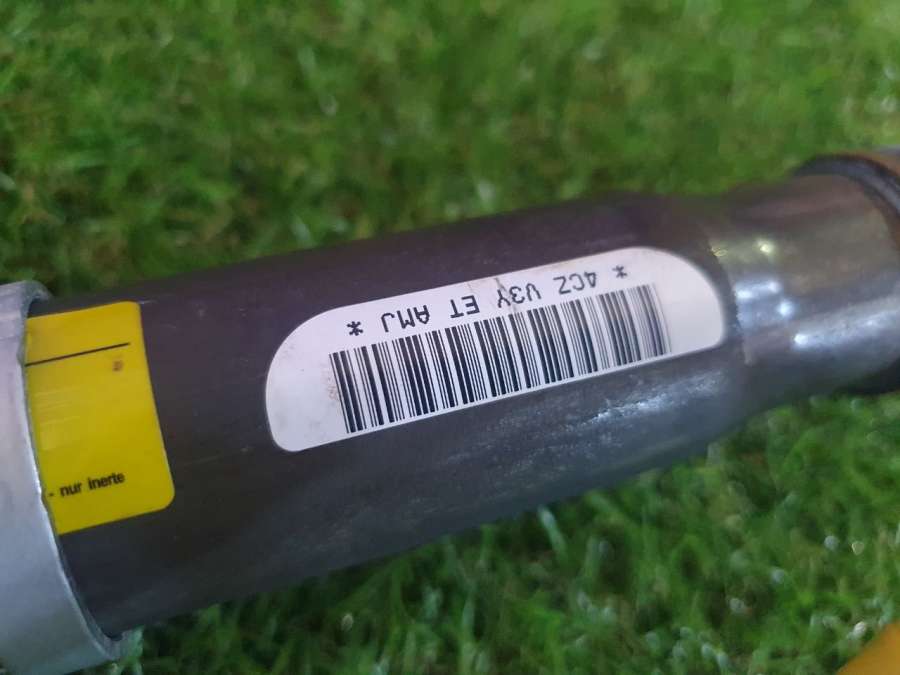 * 4CZ V3Y ET AMJ *
- nur inerte